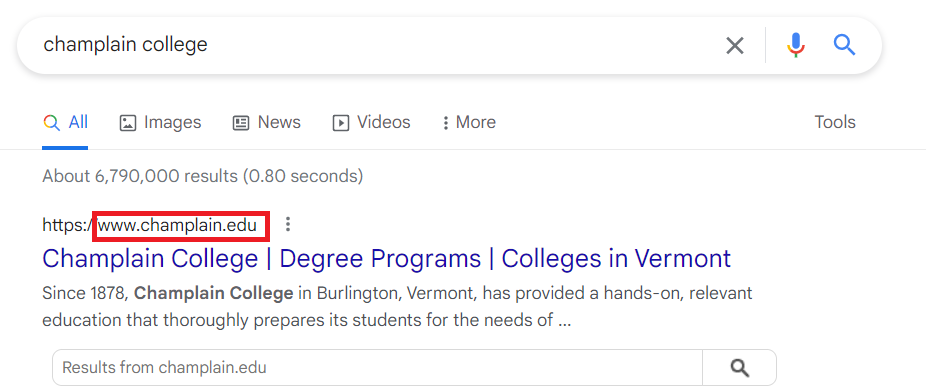 champlain college
All Images News Videos More Tools
About 6,790,000 results (0.80 seconds)
https:/www.champlain.edu
Champlain College | Degree Programs | Colleges in Vermont
Since 1878, Champlain College in Burlington, Vermont, has provided a hands-on, relevant
education that thoroughly prepares its students for the needs of ...
Results from champlain.edu